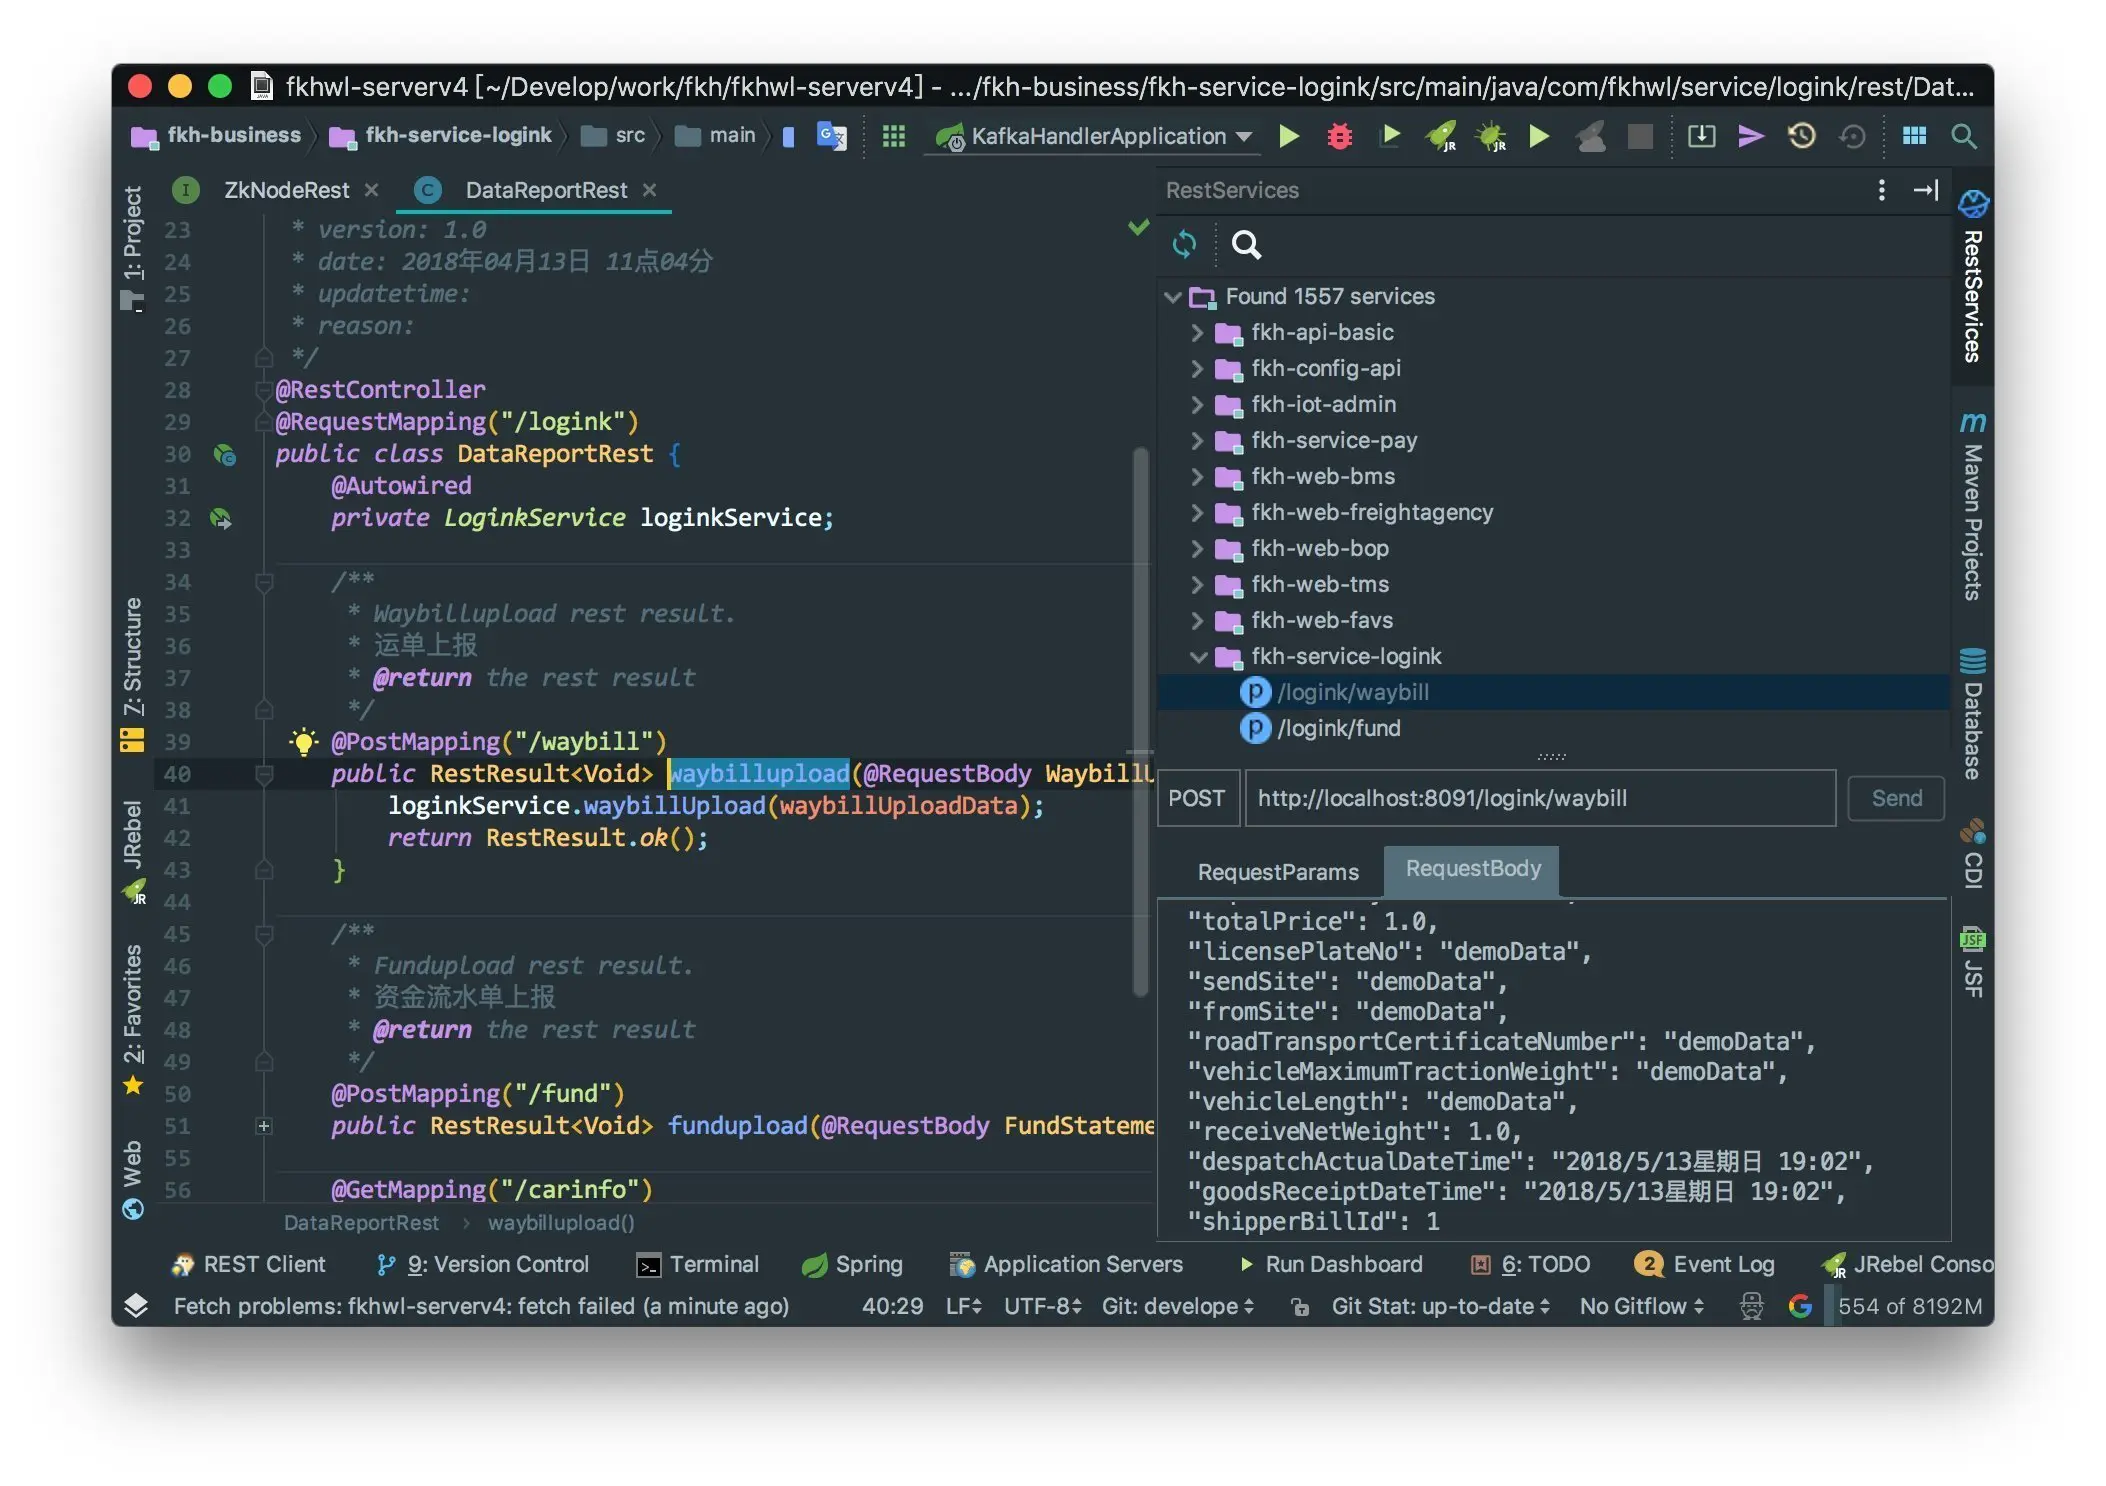 fkhwl-serverv4 [~/Develop/work/fkh/fkhwl-serverv4] - .../fkh-business/fkh-service-logink/src/main/java/com/fkhwl/service/logink/rest/Dat...
fkh-business fkh-service-logink src main KafkaHandlerApplication
1: Project
7: Structure
JRebel
2: Favorites
Web
ZkNodeRest DataReportRest
23 * version: 1.0
24 * date: 2018年04月13日 11点04分
25 * updatetime:
26 * reason:
27 */
28 @RestController
29 @RequestMapping("/logink")
30 public class DataReportRest {
31 @Autowired
32 private LoginkService loginkService;
33
34 /**
35 * Waybillupload rest result.
36 * 运单上报
37 * @return the rest result
38 */
39 @PostMapping("/waybill")
40 public RestResult<Void> waybillupload(@RequestBody WaybillU
41 loginkService.waybillUpload(waybillUploadData);
42 return RestResult.ok();
43 }
44
45 /**
46 * Fundupload rest result.
47 * 资金流水单上报
48 * @return the rest result
49 */
50 @PostMapping("/fund")
51 public RestResult<Void> fundupload(@RequestBody FundStateme
55
56 @GetMapping("/carinfo")
DataReportRest › waybillupload()
RestServices
Found 1557 services
fkh-api-basic
fkh-config-api
fkh-iot-admin
fkh-service-pay
fkh-web-bms
fkh-web-freightagency
fkh-web-bop
fkh-web-tms
fkh-web-favs
fkh-service-logink
/logink/waybill
/logink/fund
POST http://localhost:8091/logink/waybill Send
RequestParams RequestBody
"totalPrice": 1.0,
"licensePlateNo": "demoData",
"sendSite": "demoData",
"fromSite": "demoData",
"roadTransportCertificateNumber": "demoData",
"vehicleMaximumTractionWeight": "demoData",
"vehicleLength": "demoData",
"receiveNetWeight": 1.0,
"despatchActualDateTime": "2018/5/13星期日 19:02",
"goodsReceiptDateTime": "2018/5/13星期日 19:02",
"shipperBillId": 1
RestServices
Maven Projects
Database
CDI
JSF
REST Client 9: Version Control Terminal Spring Application Servers Run Dashboard 6: TODO 2 Event Log JRebel Conso
Fetch problems: fkhwl-serverv4: fetch failed (a minute ago) 40:29 LF UTF-8 Git: develope Git Stat: up-to-date No Gitflow 554 of 8192M